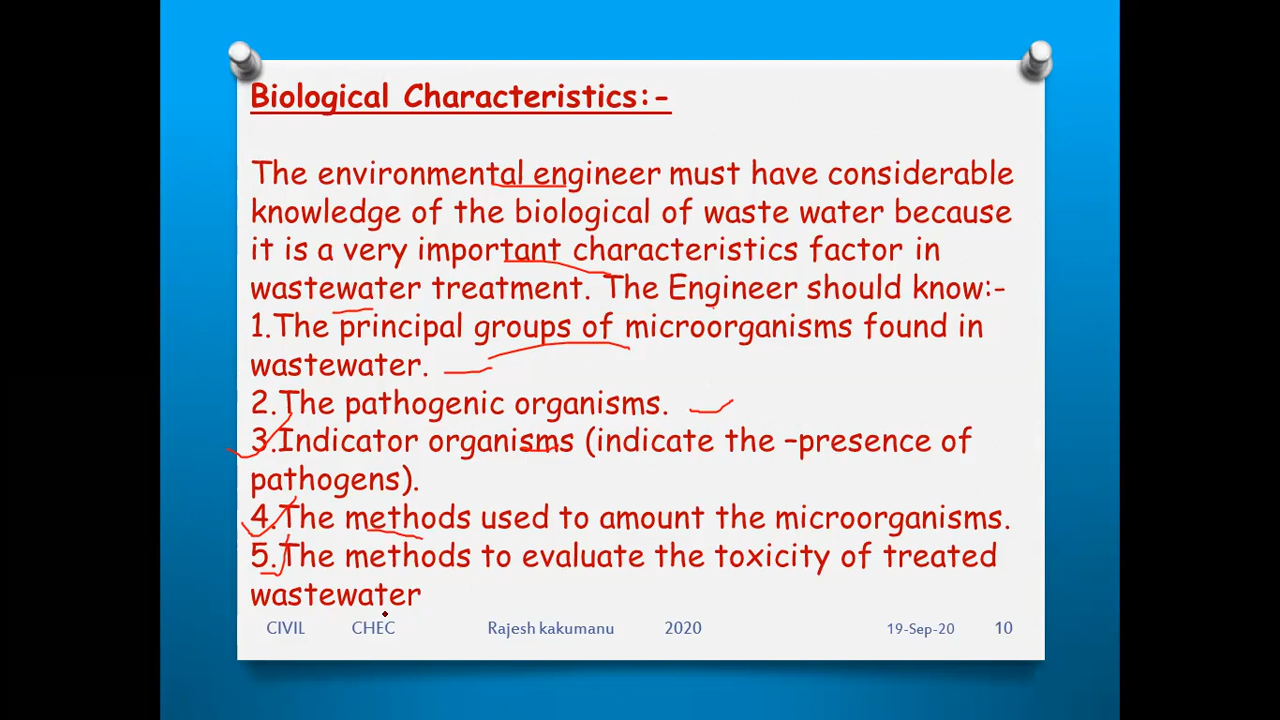 Biological Characteristics:-
The environmental engineer must have considerable
knowledge of the biological of waste water because
it is a very important characteristics factor in
wastewater treatment. The Engineer should know:-
1.The principal groups of microorganisms found in
wastewater.
2.The pathogenic organisms.
3.Indicator organisms (indicate the –presence of
pathogens).
4.The methods used to amount the microorganisms.
5.The methods to evaluate the toxicity of treated
wastewater
CIVIL CHEC Rajesh kakumanu 2020 19-Sep-20 10